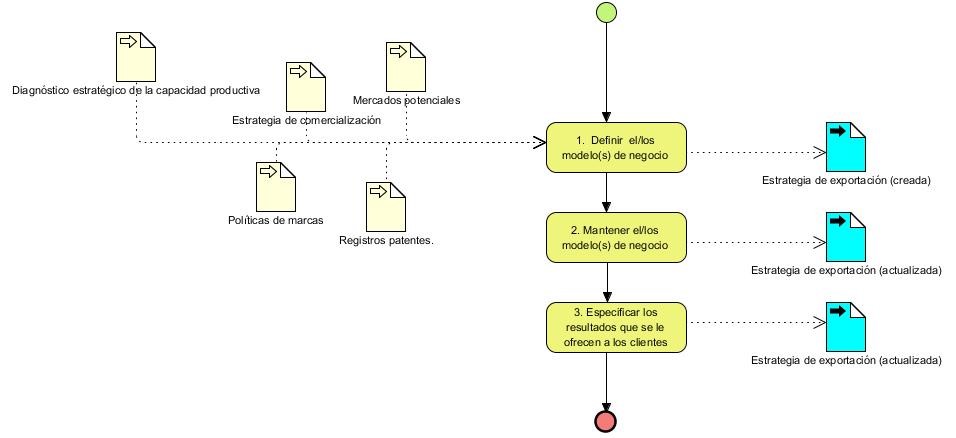 Diagnóstico estratégico de la capacidad productiva
Estrategia de comercialización
Mercados potenciales
Políticas de marcas
Registros patentes.
1. Definir el/los
modelo(s) de negocio
Estrategia de exportación (creada)
2. Mantener el/los
modelo(s) de negocio
Estrategia de exportación (actualizada)
3. Especificar los
resultados que se le
ofrecen a los clientes
Estrategia de exportación (actualizada)